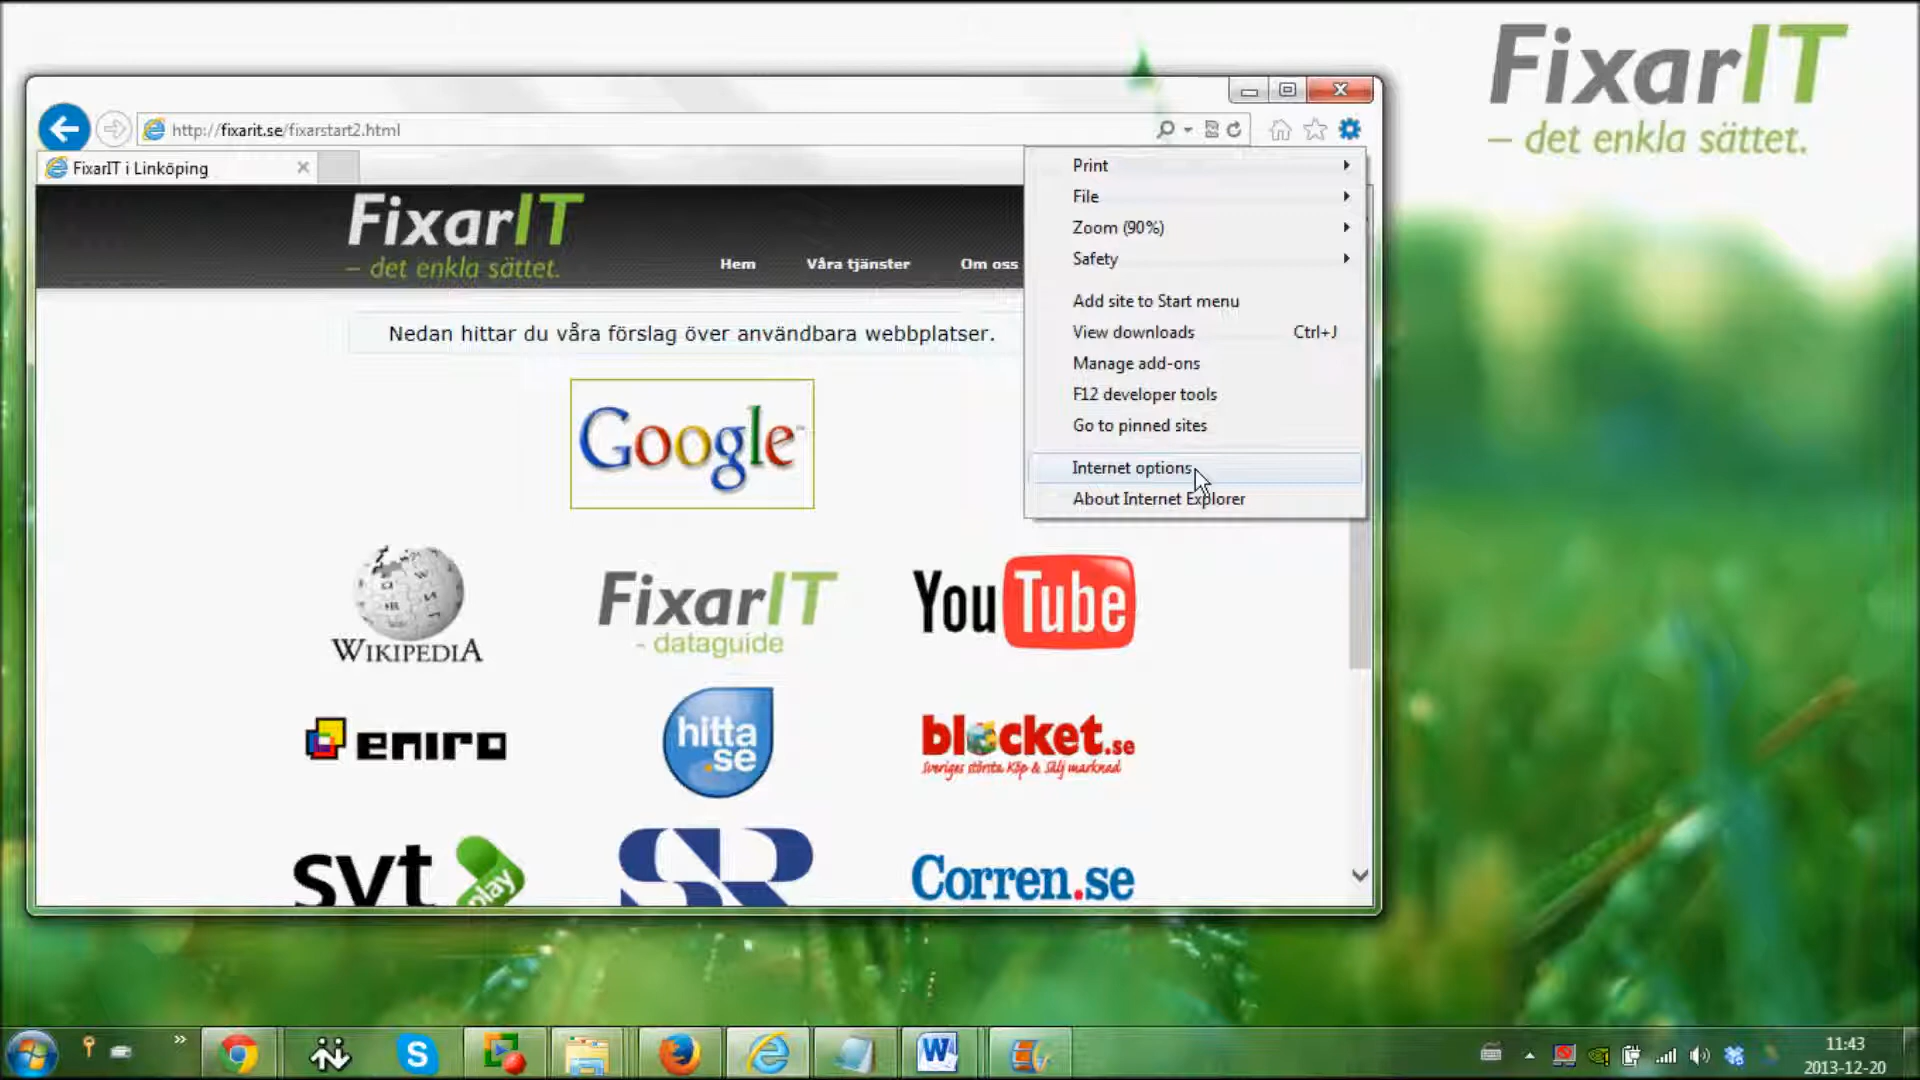 FixarIT
– det enkla sättet.
http://fixarit.se/fixarstart2.html
FixarIT i Linköping
FixarIT
– det enkla sättet.
Hem
Våra tjänster
Om oss
Print
File
Zoom (90%)
Safety
Add site to Start menu
View downloads Ctrl+J
Manage add-ons
F12 developer tools
Go to pinned sites
Internet options
About Internet Explorer
Nedan hittar du våra förslag över användbara webbplatser.
Google™
WIKIPEDIA
FixarIT
- dataguide
YouTube
eniro
hitta
.se
blocket.se
Sveriges största Köp & Sälj marknad
svt play
SR
Corren.se
11:43
2013-12-20